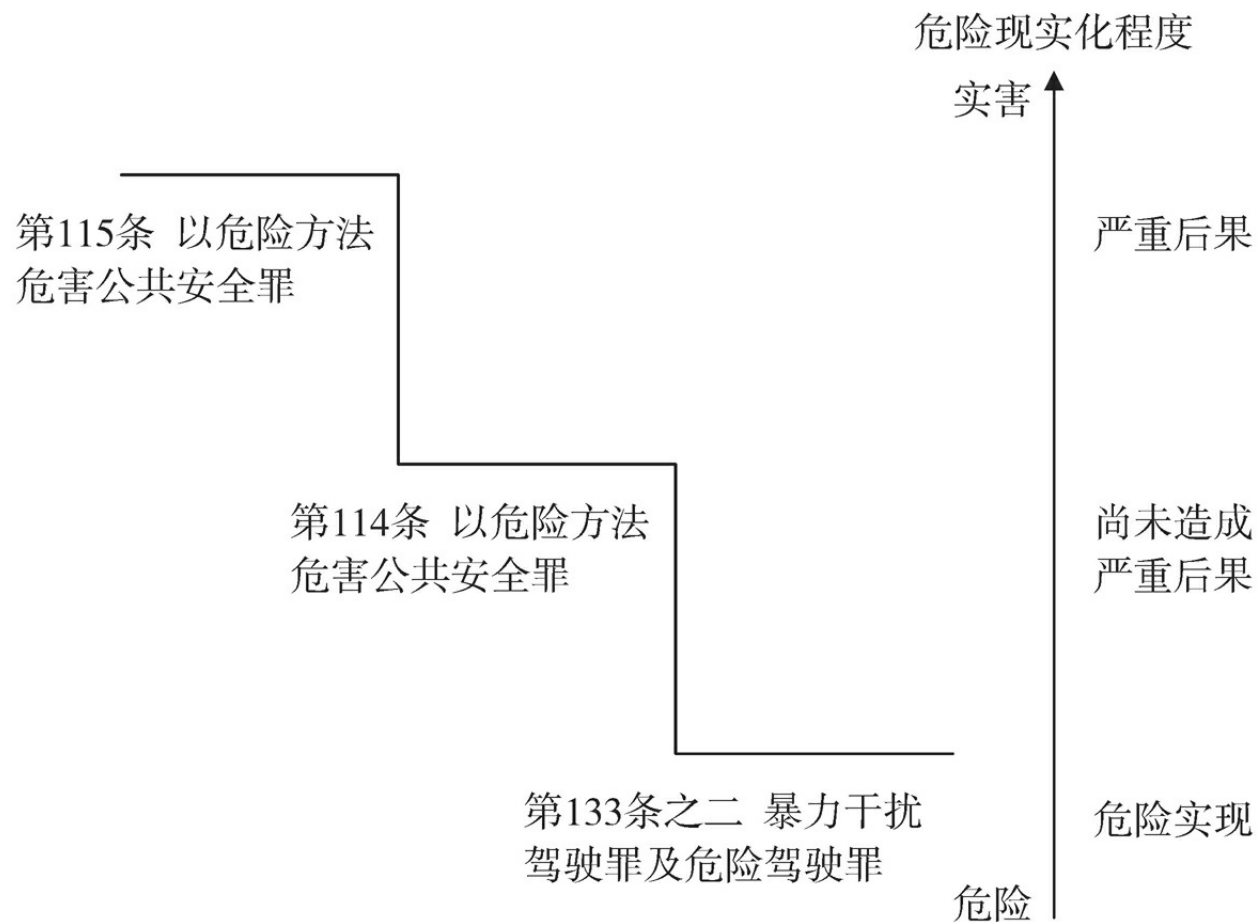 危险现实化程度
实害
第115条 以危险方法
危害公共安全罪
严重后果
第114条 以危险方法
危害公共安全罪
尚未造成
严重后果
第133条之二 暴力干扰
驾驶罪及危险驾驶罪
危险实现
危险